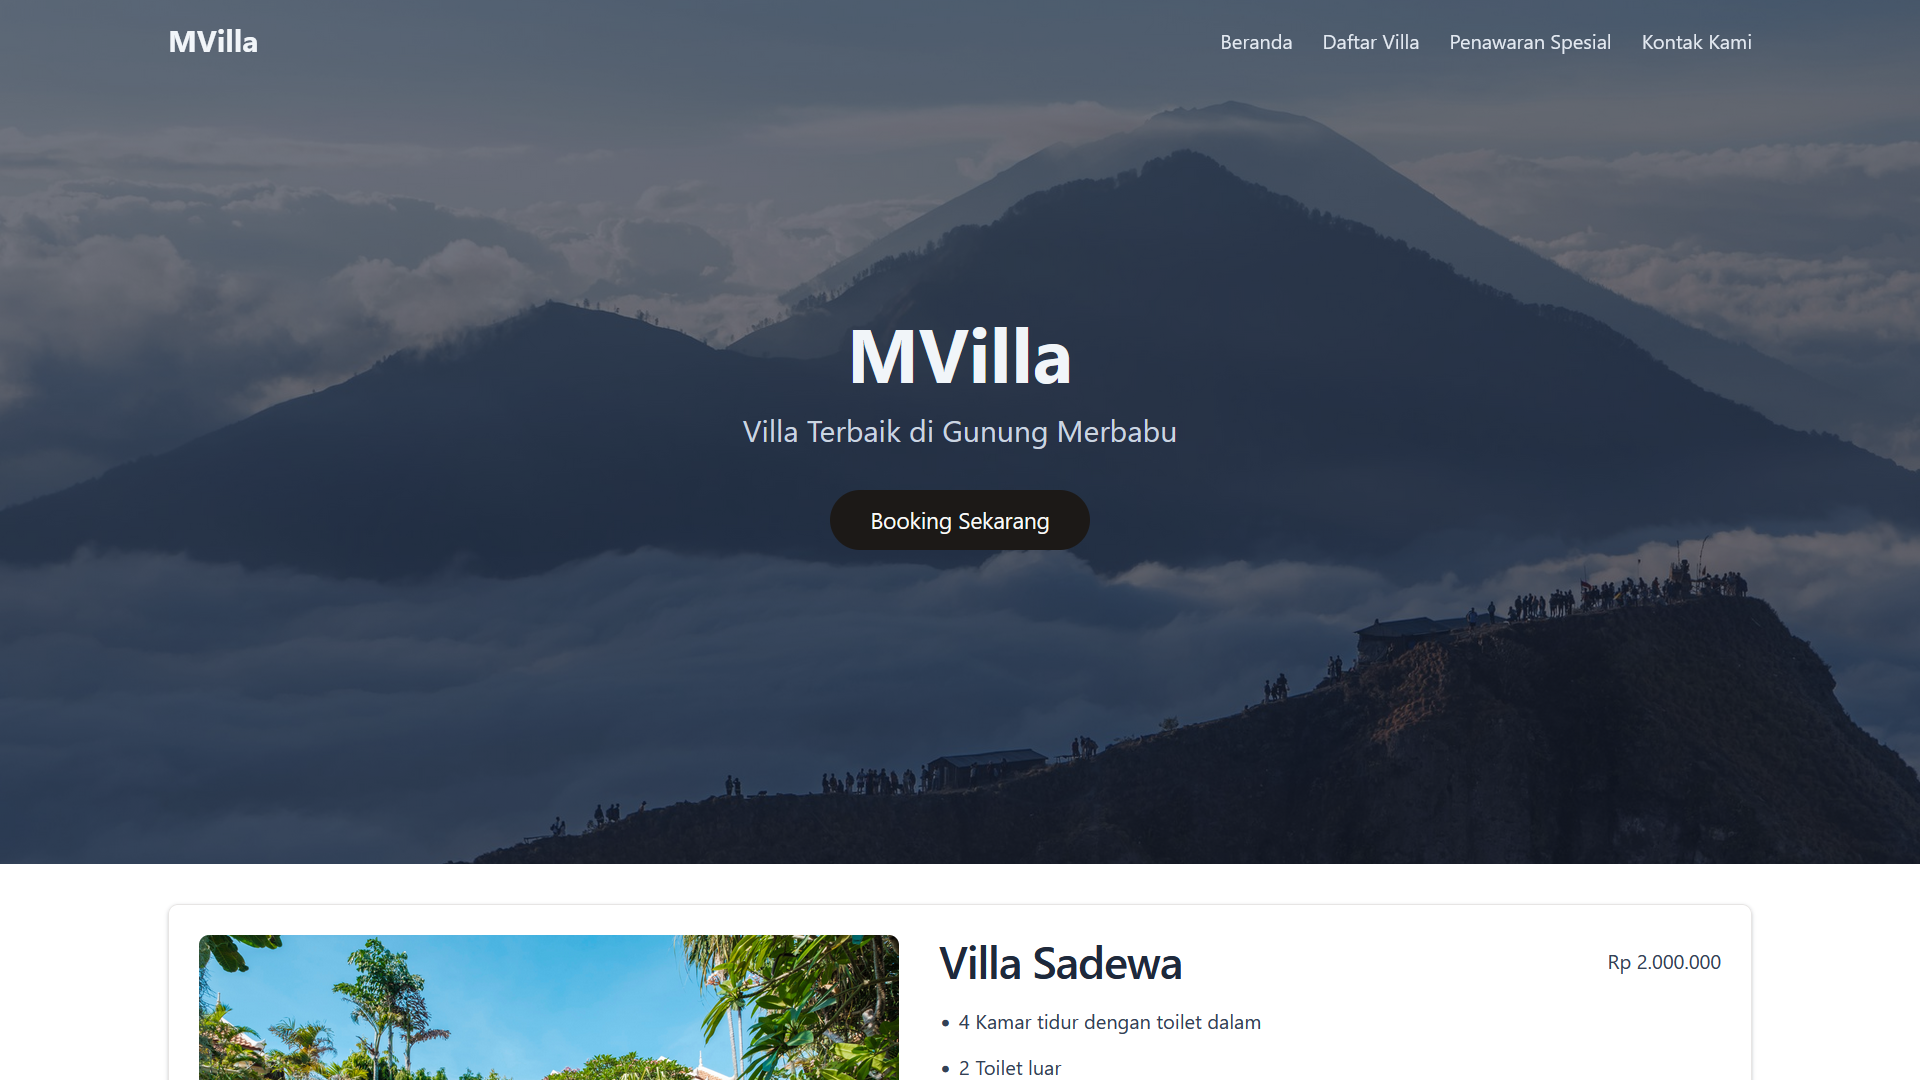 MVilla
Beranda Daftar Villa Penawaran Spesial Kontak Kami
MVilla
Villa Terbaik di Gunung Merbabu
Booking Sekarang
Villa Sadewa
Rp 2.000.000
• 4 Kamar tidur dengan toilet dalam
• 2 Toilet luar